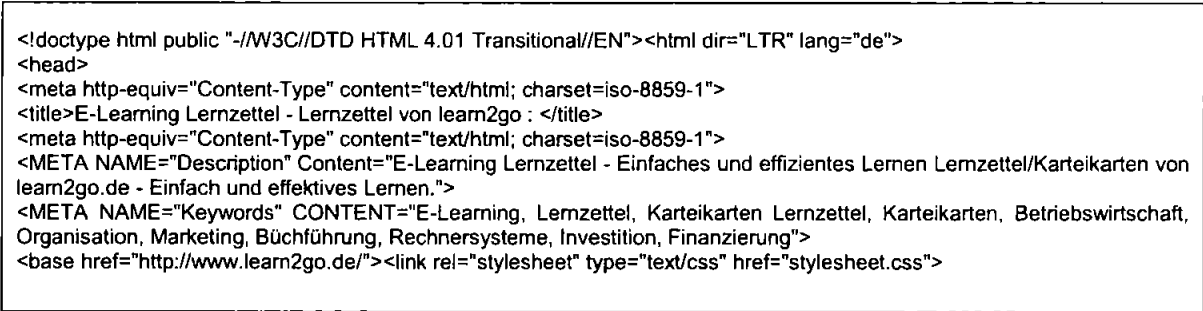 <!doctype html public "-//W3C//DTD HTML 4.01 Transitional//EN"><html dir="LTR" lang="de">
<head>
<meta http-equiv="Content-Type" content="text/html; charset=iso-8859-1">
<title>E-Learning Lernzettel - Lernzettel von learn2go : </title>
<meta http-equiv="Content-Type" content="text/html; charset=iso-8859-1">
<META NAME="Description" Content="E-Learning Lernzettel - Einfaches und effizientes Lernen Lernzettel/Karteikarten von
learn2go.de - Einfach und effektives Lernen.">
<META NAME="Keywords" CONTENT="E-Learning, Lernzettel, Karteikarten Lernzettel, Karteikarten, Betriebswirtschaft,
Organisation, Marketing, Büchführung, Rechnersysteme, Investition, Finanzierung">
<base href="http://www.learn2go.de/"><link rel="stylesheet" type="text/css" href="stylesheet.css">